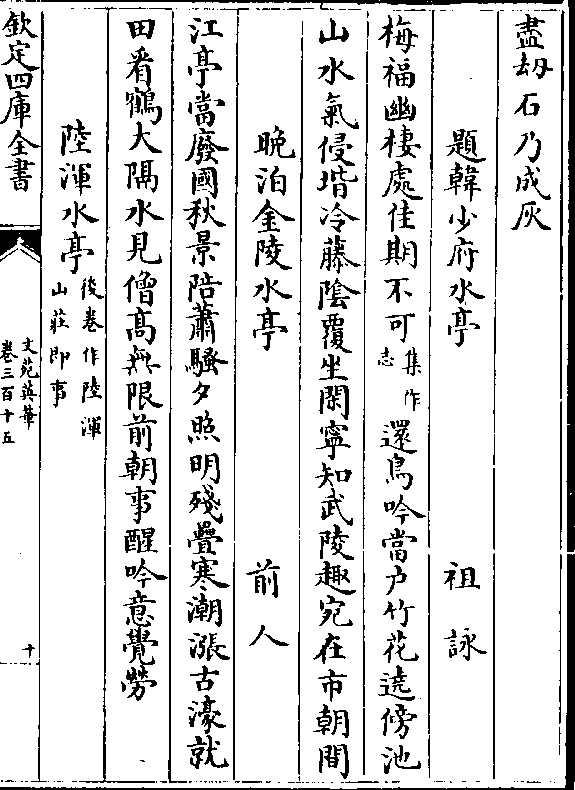 盡刼石乃成灰
題韓少府水亭　祖詠
梅福幽棲處佳期不可集作忘還鳥吟當户竹花遶傍池
山水氣侵堦冷藤陰覆坐閑寧知武陵趣宛在市朝間
晚泊金陵水亭　前人
江亭當廢國秋景陪蕭騷夕照明殘壘寒潮漲古濠就
田看鶴大隔水見僧髙無限前朝事醒吟意覺勞
陸渾水亭後卷作陸渾山莊即事
欽定四庫全書
文苑英華
卷三百十五
十